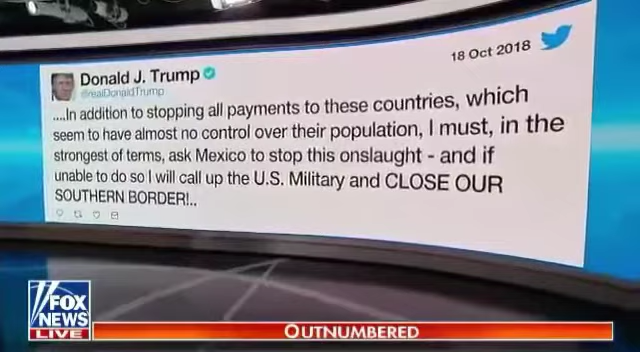 18 Oct 2018
Donald J. Trump
@realDonaldTrump
....In addition to stopping all payments to these countries, which
seem to have almost no control over their population, I must, in the
strongest of terms, ask Mexico to stop this onslaught - and if
unable to do so I will call up the U.S. Military and CLOSE OUR
SOUTHERN BORDER!..
FOX
NEWS
LIVE
OUTNUMBERED